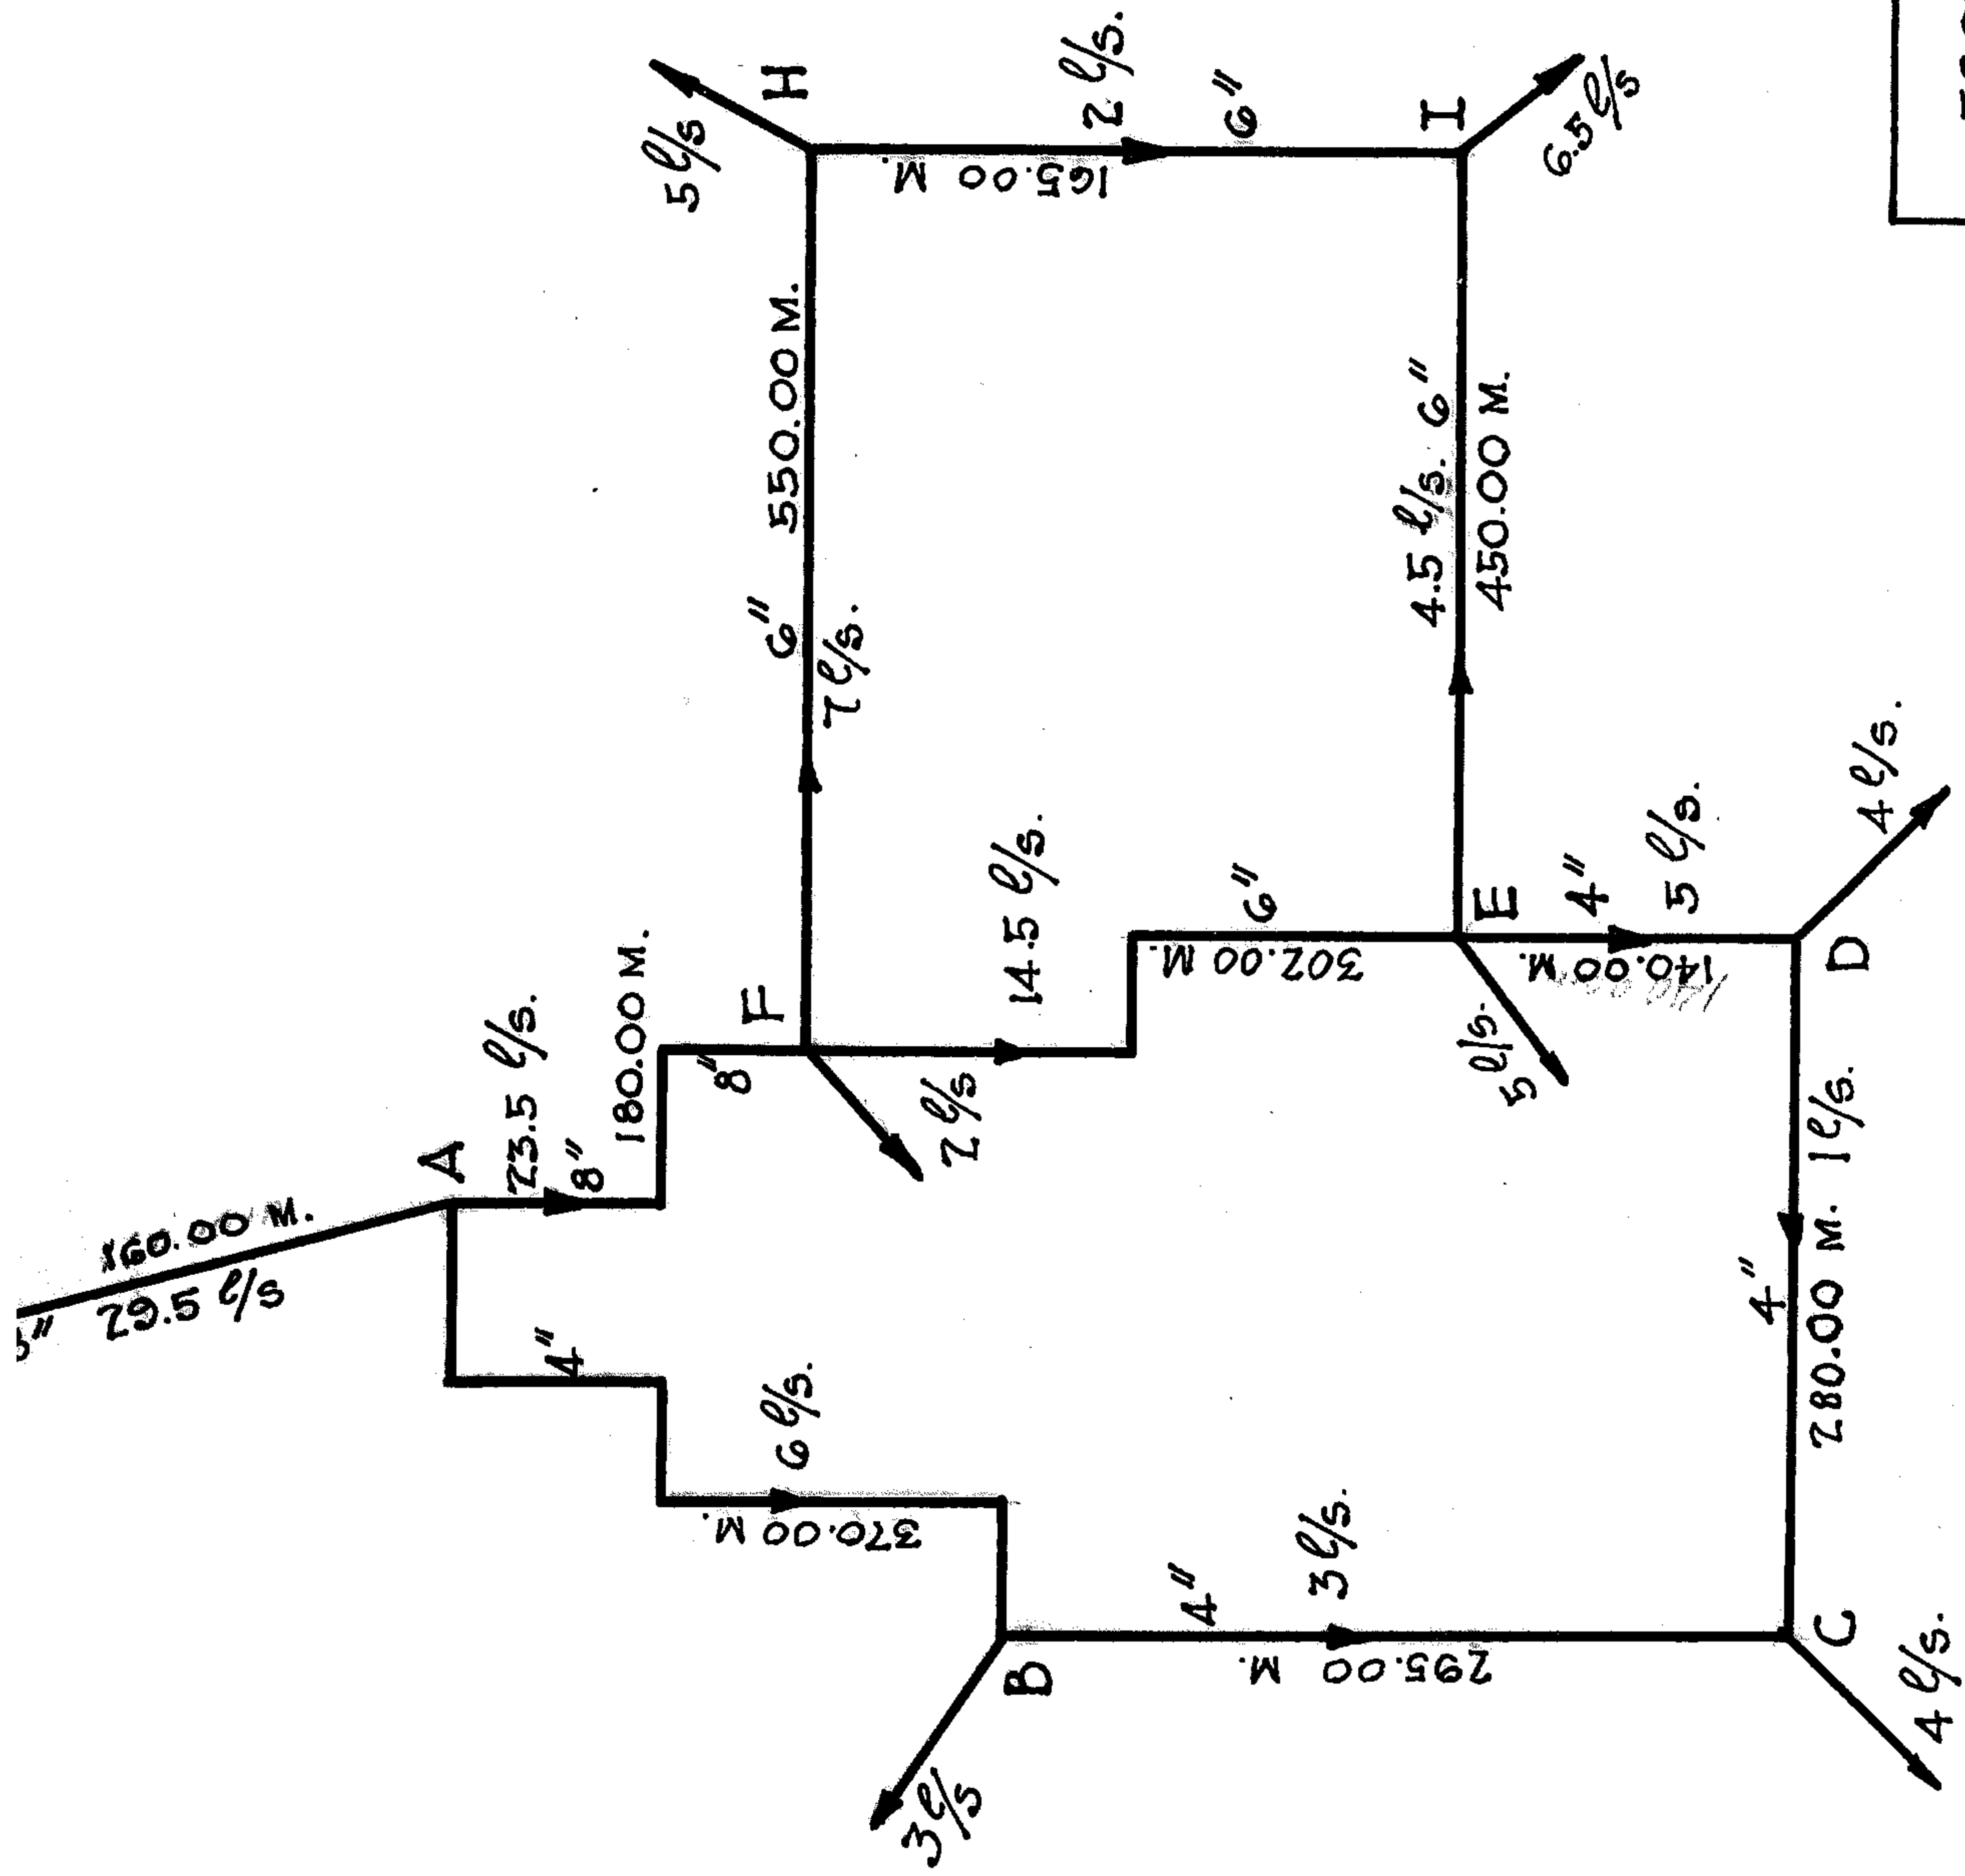 160.00 M.
29.5 l/s
A
23.5 l/s.
8"
180.00 M.
8"
F
2 l/s
6" 550.00 M.
7 l/s.
5 l/s
H
165.00 M.
2 l/s.
6"
I
6.5 l/s
4.5 l/s. 6"
450.00 M.
14.5 l/s.
6"
302.00 M.
E
5 l/s.
4"
5 l/s.
140.00 M.
D
4 l/s.
4"
280.00 M. 1 l/s.
C
4 l/s.
4"
3 l/s.
295.00 M.
B
3 l/s
4"
6 l/s.
370.00 M.